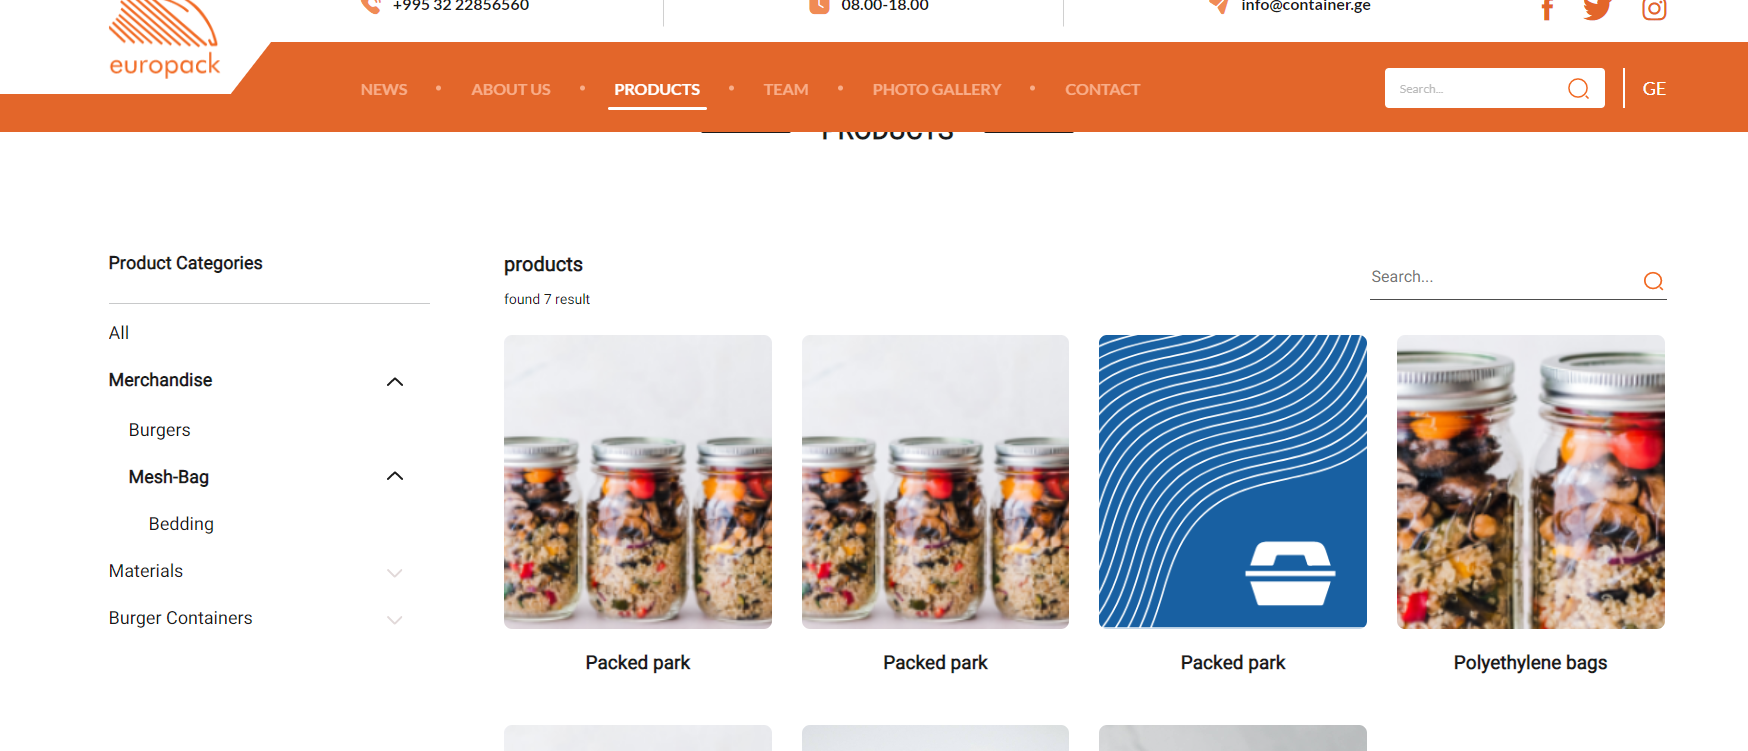 +995 32 22856560
08.00-18.00
info@container.ge
europack
NEWS
ABOUT US
PRODUCTS
TEAM
PHOTO GALLERY
CONTACT
Search...
GE
PRODUCTS
Product Categories
All
Merchandise
Burgers
Mesh-Bag
Bedding
Materials
Burger Containers
products
found 7 result
Search...
Packed park
Packed park
Packed park
Polyethylene bags